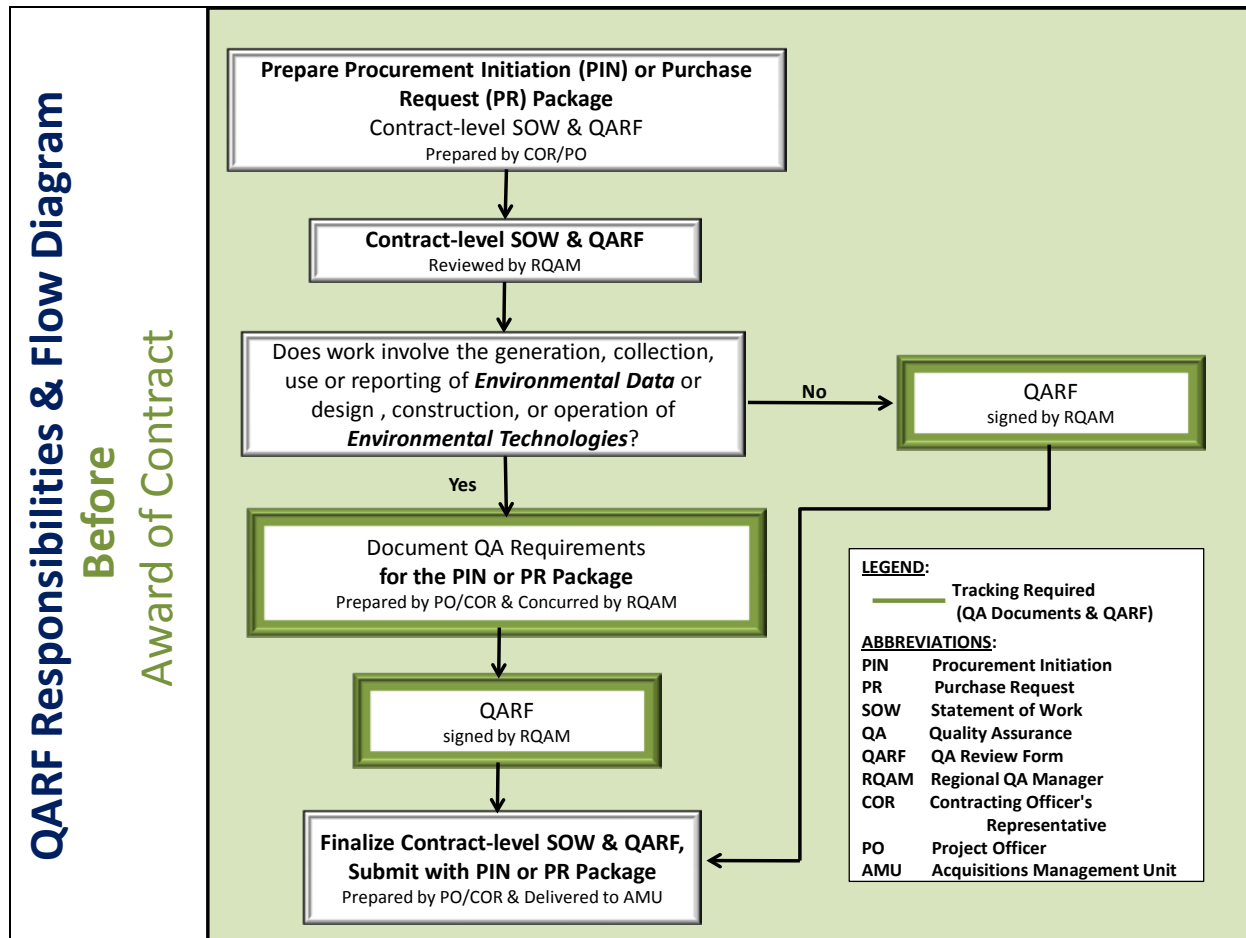 QARF Responsibilities & Flow Diagram
Before
Award of Contract
Prepare Procurement Initiation (PIN) or Purchase
Request (PR) Package
Contract-level SOW & QARF
Prepared by COR/PO
Contract-level SOW & QARF
Reviewed by RQAM
Does work involve the generation, collection,
use or reporting of Environmental Data or
design , construction, or operation of
Environmental Technologies?
No
QARF
signed by RQAM
Yes
Document QA Requirements
for the PIN or PR Package
Prepared by PO/COR & Concurred by RQAM
QARF
signed by RQAM
Finalize Contract-level SOW & QARF,
Submit with PIN or PR Package
Prepared by PO/COR & Delivered to AMU
LEGEND:
Tracking Required
(QA Documents & QARF)
ABBREVIATIONS:
PIN Procurement Initiation
PR Purchase Request
SOW Statement of Work
QA Quality Assurance
QARF QA Review Form
RQAM Regional QA Manager
COR Contracting Officer's
Representative
PO Project Officer
AMU Acquisitions Management Unit